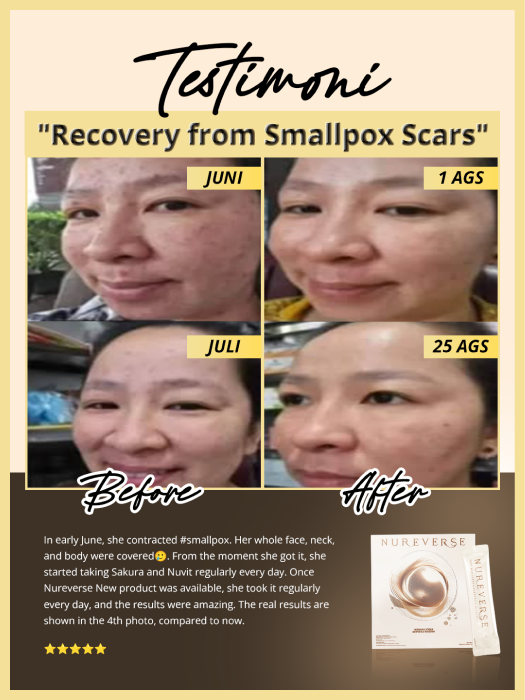 Testimoni
"Recovery from Smallpox Scars"
JUNI
1 AGS
JULI
25 AGS
Before
After
In early June, she contracted #smallpox. Her whole face, neck,
and body were covered🥲. From the moment she got it, she
started taking Sakura and Nuvit regularly every day. Once
Nureverse New product was available, she took it regularly
every day, and the results were amazing. The real results are
shown in the 4th photo, compared to now.
NUREVERSE
NUREVERSE